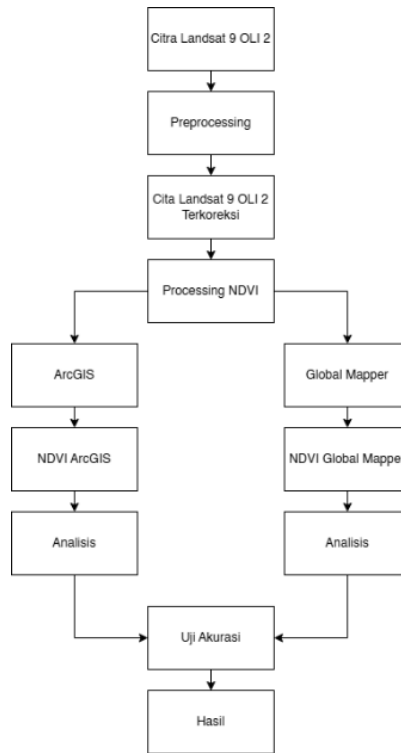 Citra Landsat 9 OLI 2
Preprocessing
Cita Landsat 9 OLI 2
Terkoreksi
Processing NDVI
ArcGIS
Global Mapper
NDVI ArcGIS
NDVI Global Mappe
Analisis
Analisis
Uji Akurasi
Hasil